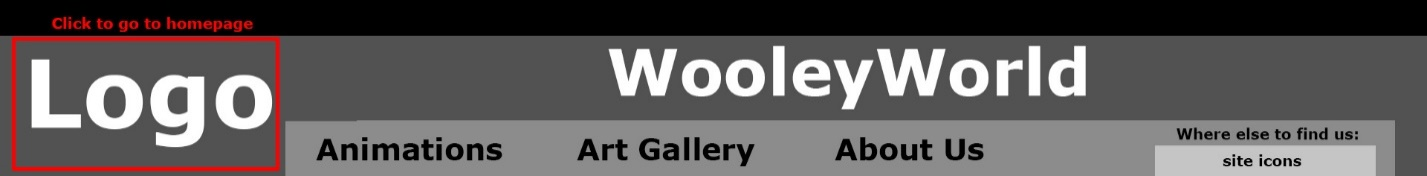 Click to go to homepage
Logo
WooleyWorld
Animations Art Gallery About Us
Where else to find us:
site icons